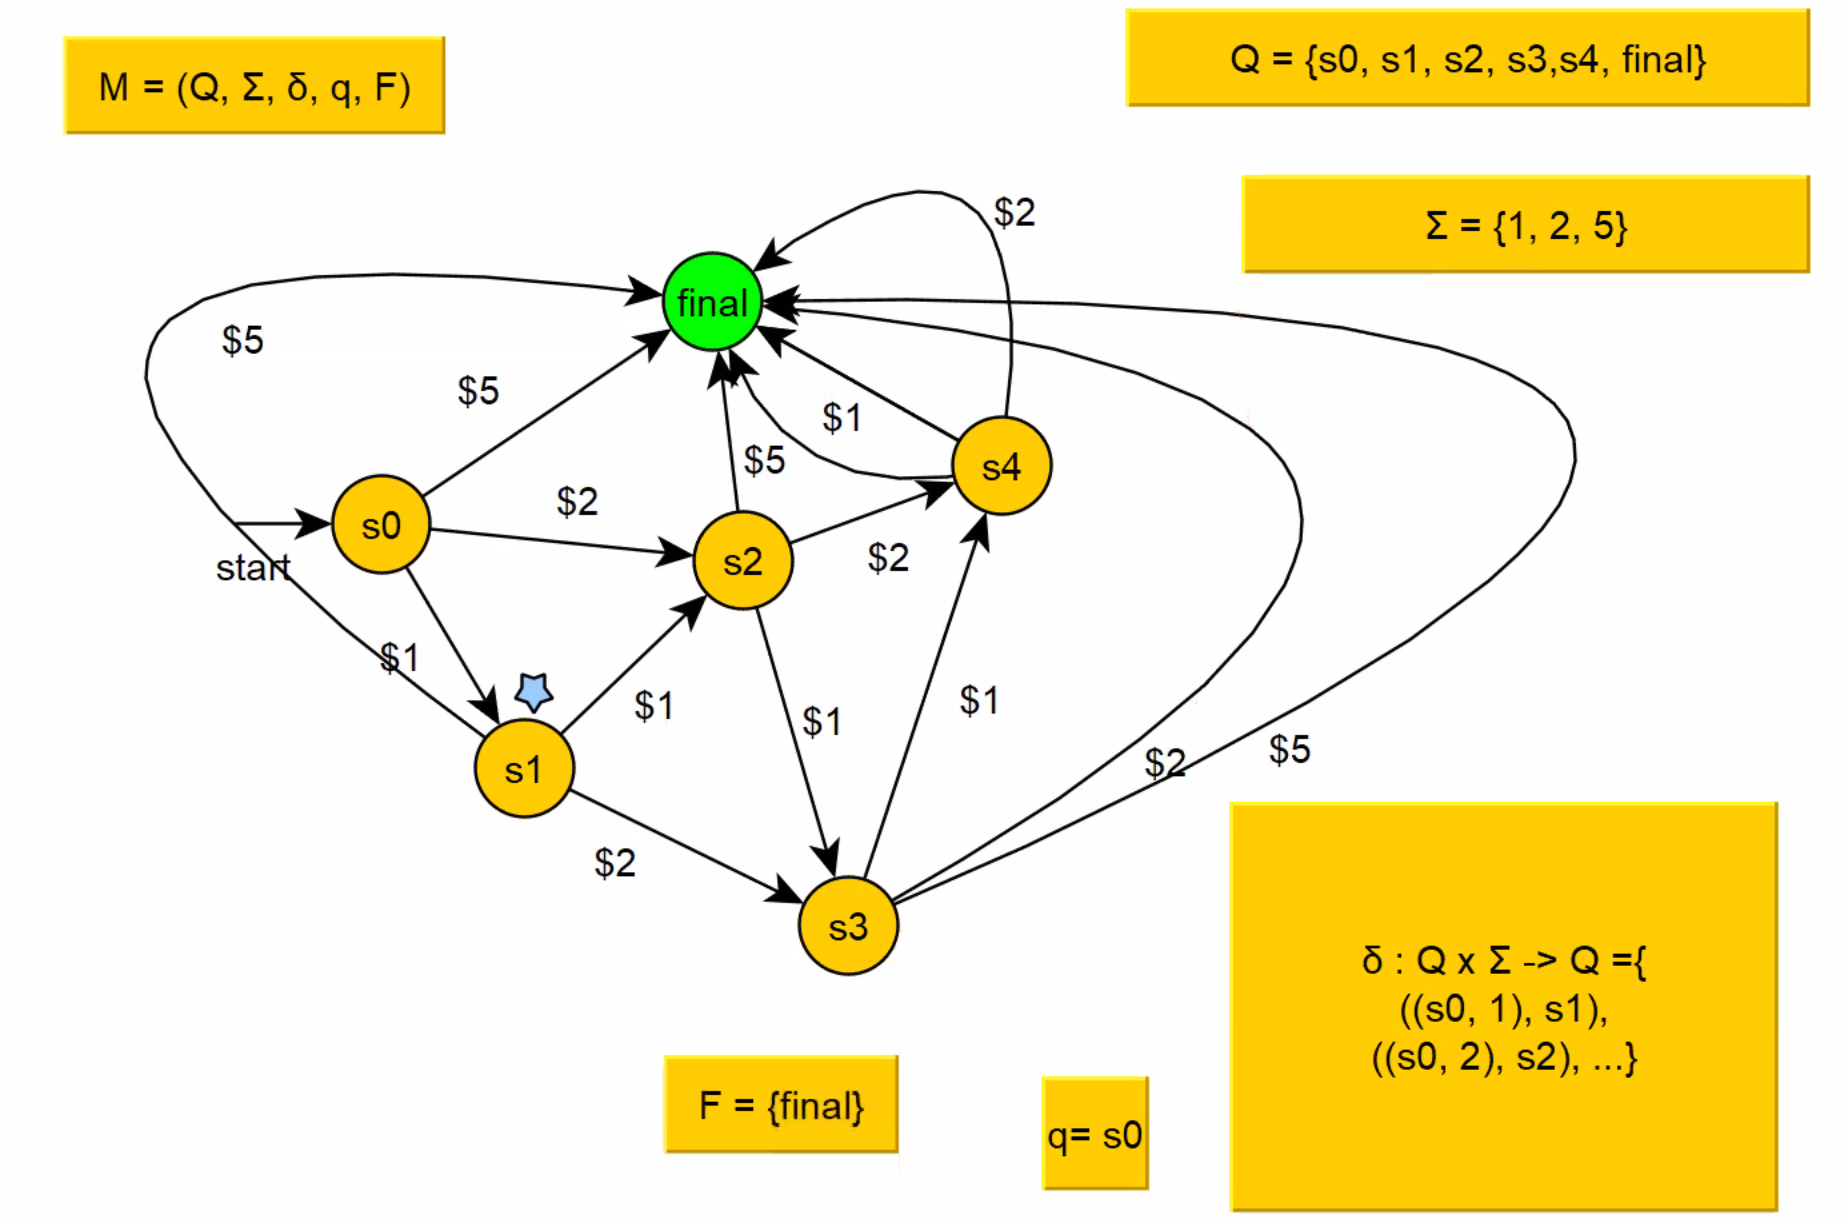 M = (Q, Σ, δ, q, F)
Q = {s0, s1, s2, s3,s4, final}
Σ = {1, 2, 5}
$2
final
$5
$5
$1
$5
s4
$2
s0
s2
$2
start
$1
$1
$1
$1
s1
$2
$5
$2
s3
δ : Q x Σ -> Q ={
((s0, 1), s1),
((s0, 2), s2), ...}
F = {final}
q= s0